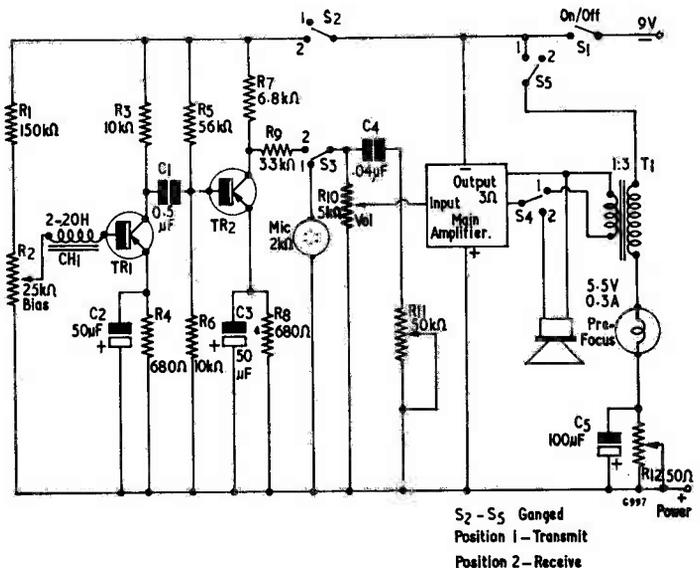 1 S2
2
On/Off
S1
9V
−
1 2
S5
R1
150kΩ
R3
10kΩ
R5
56kΩ
R7
6.8kΩ
C1
0.5
µF
R9
33kΩ
2
1
S3
C4
.04µF
R10
5kΩ
Vol
Mic
2kΩ
−
Input
Output
3Ω
Main
Amplifier.
+
1
S4
2
1:3 T1
2-20H
CH1
TR1
TR2
R2
25kΩ
Bias
C2
50µF
+
R4
680Ω
R6
10kΩ
C3
50
µF
+
R8
680Ω
R11
50kΩ
5.5V
0.3A
Pre-
Focus
C5
100µF
+
R12 50Ω
G997
+
Power
S2-S5 Ganged
Position 1-Transmit
Position 2-Receive